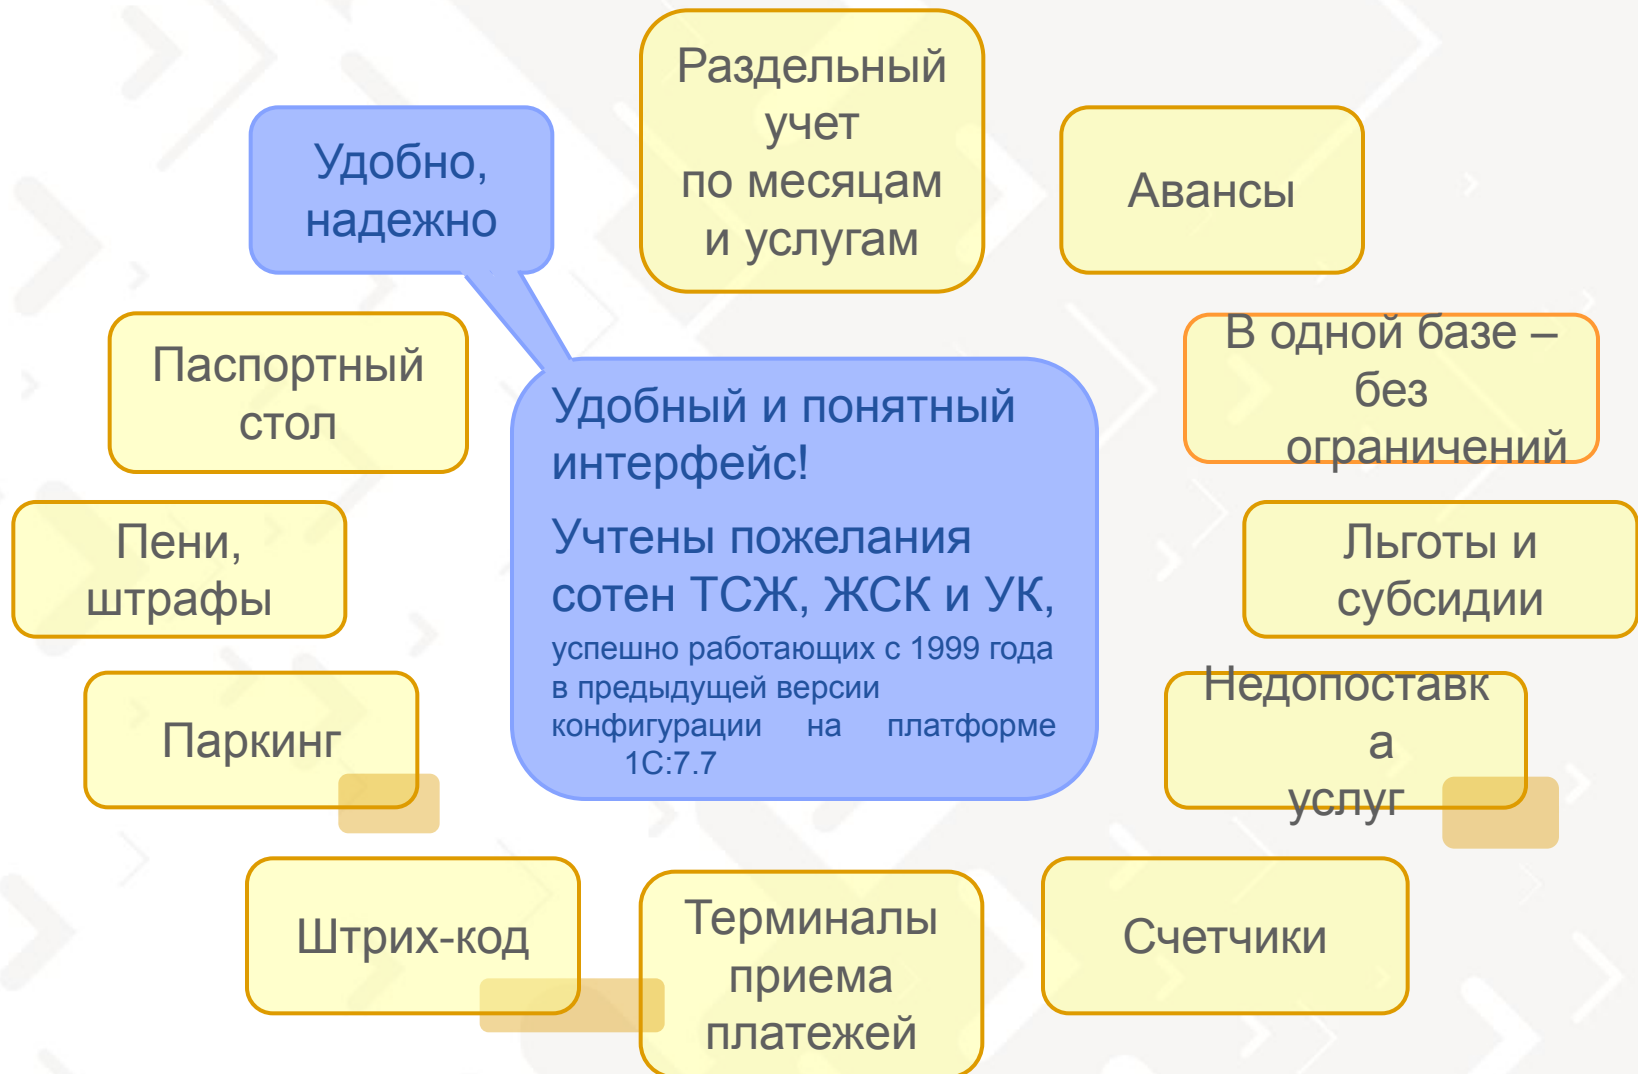 Раздельный
учет
по месяцам
и услугам
Удобно,
надежно
Авансы
Паспортный
стол
В одной базе –
без
ограничений
Удобный и понятный
интерфейс!
Учтены пожелания
сотен ТСЖ, ЖСК и УК,
успешно работающих с 1999 года
в предыдущей версии
конфигурации на платформе
1С:7.7
Пени,
штрафы
Льготы и
субсидии
Паркинг
Недопоставк
а
услуг
Штрих-код
Терминалы
приема
платежей
Счетчики